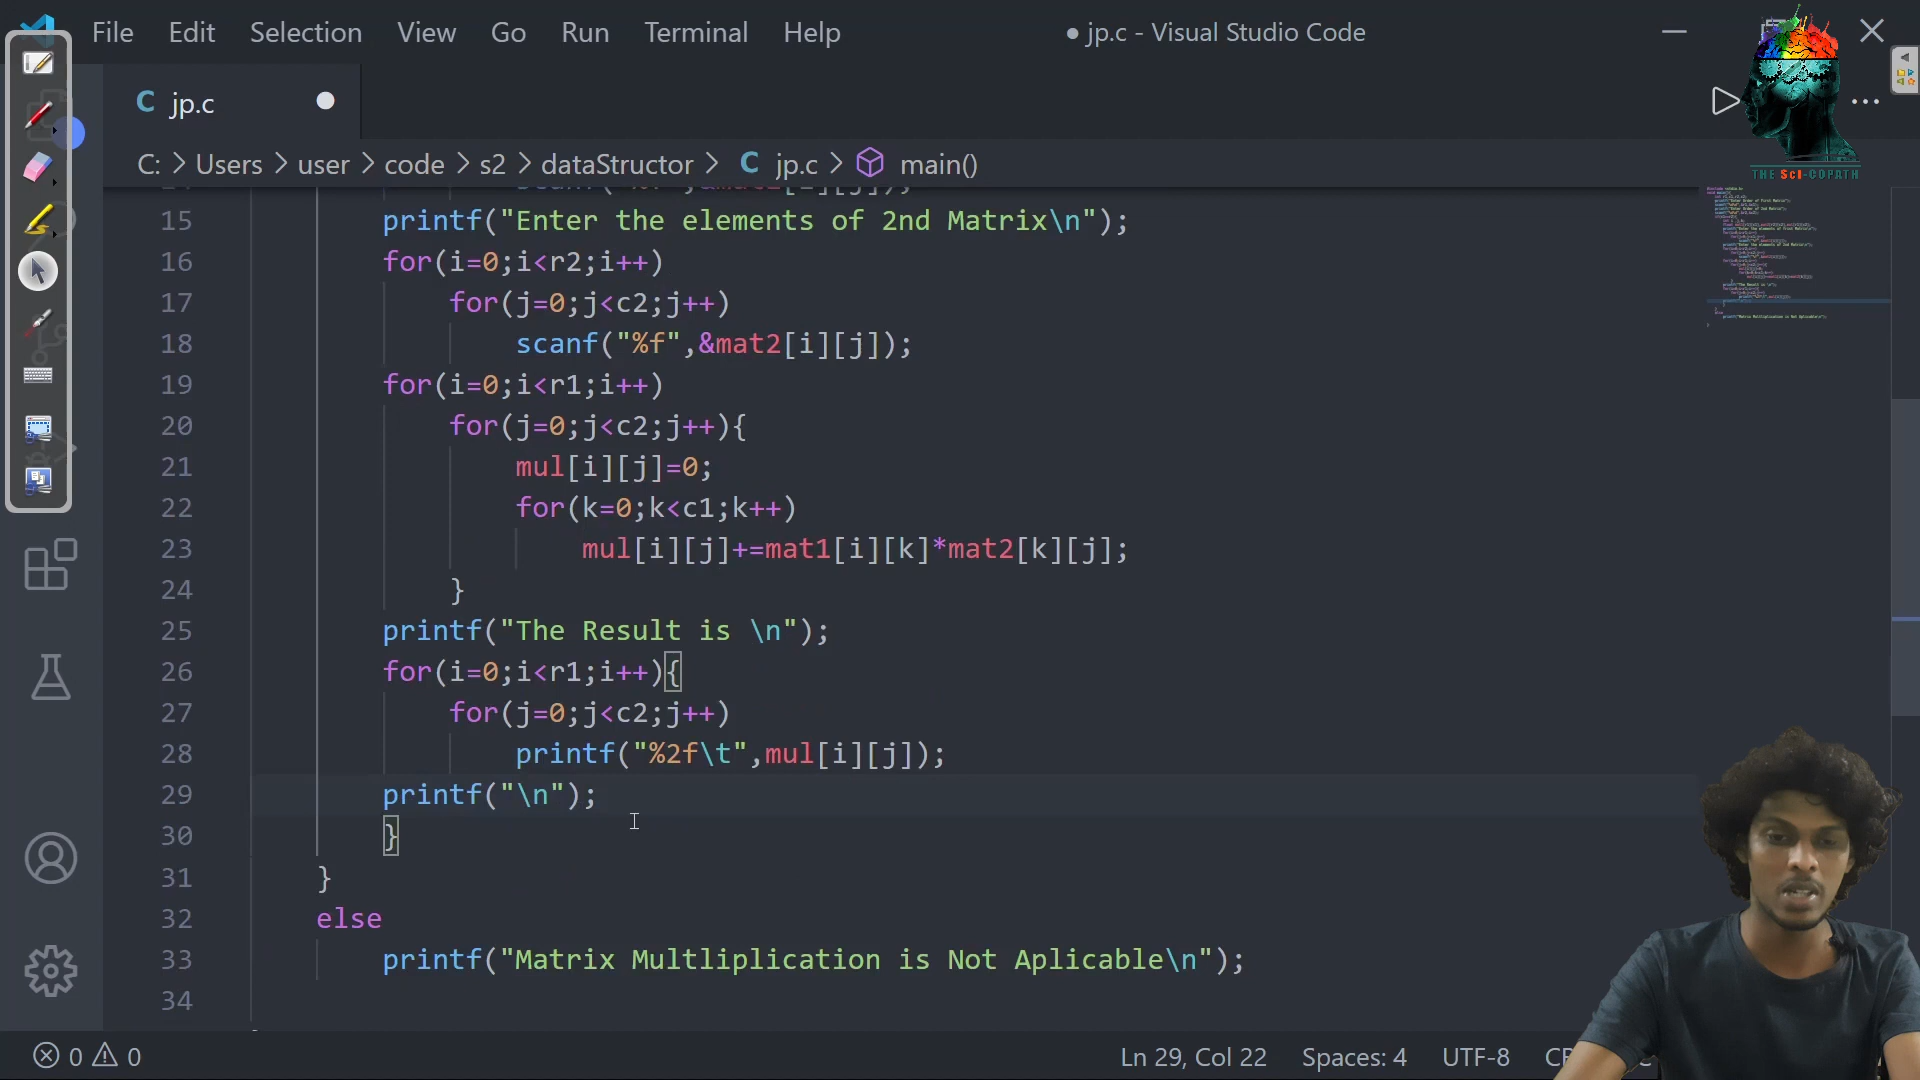 File Edit Selection View Go Run Terminal Help ● jp.c - Visual Studio Code
C jp.c
THE Sci-COPATH
C: > Users > user > code > s2 > dataStructor > C jp.c > main()
15 printf("Enter the elements of 2nd Matrix\n");
16 for(i=0;i<r2;i++)
17 for(j=0;j<c2;j++)
18 scanf("%f",&mat2[i][j]);
19 for(i=0;i<r1;i++)
20 for(j=0;j<c2;j++){
21 mul[i][j]=0;
22 for(k=0;k<c1;k++)
23 mul[i][j]+=mat1[i][k]*mat2[k][j];
24 }
25 printf("The Result is \n");
26 for(i=0;i<r1;i++){
27 for(j=0;j<c2;j++)
28 printf("%2f\t",mul[i][j]);
29 printf("\n");
30 }
31 }
32 else
33 printf("Matrix Multliplication is Not Aplicable\n");
34
0 0 Ln 29, Col 22 Spaces: 4 UTF-8